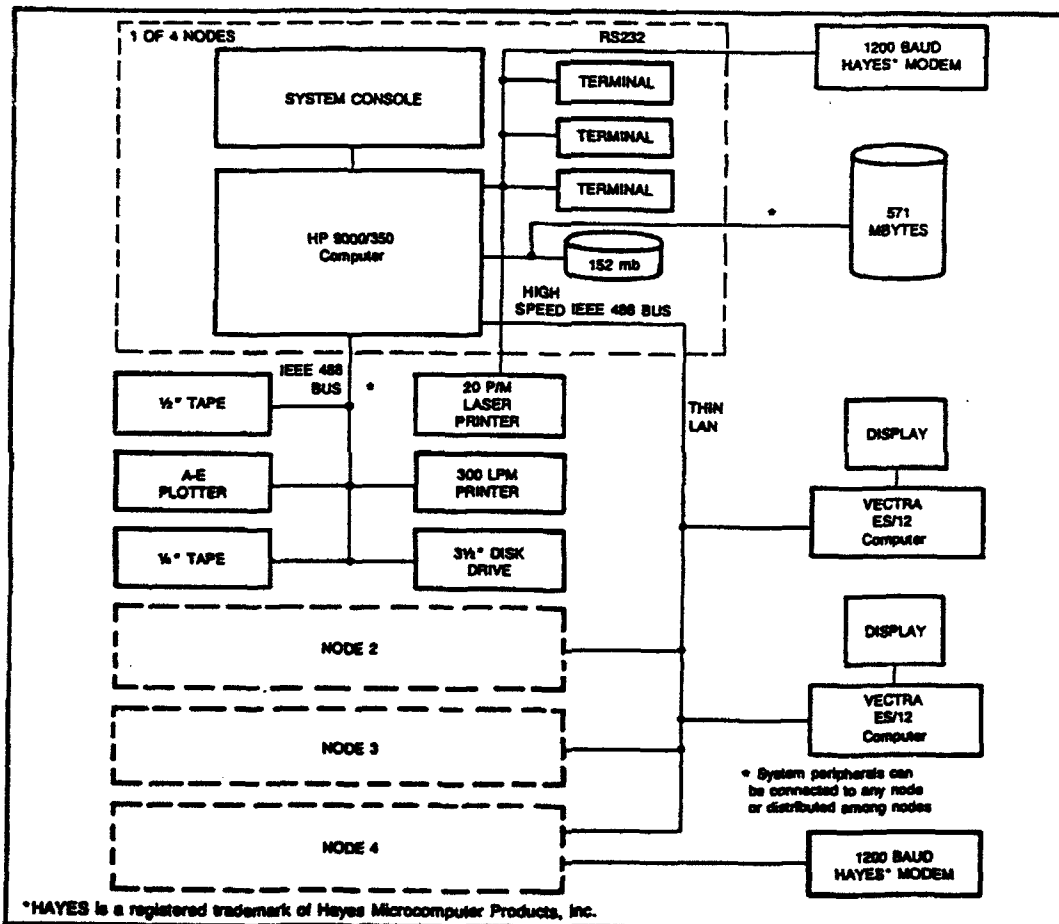 1 OF 4 NODES
RS232
1200 BAUD
HAYES* MODEM
SYSTEM CONSOLE
TERMINAL
TERMINAL
TERMINAL
*
571
MBYTES
HP 9000/350
Computer
152 mb
HIGH
SPEED IEEE 488 BUS
IEEE 488
BUS *
½" TAPE
20 P/M
LASER
PRINTER
THIN
LAN
DISPLAY
A-E
PLOTTER
300 LPM
PRINTER
VECTRA
ES/12
Computer
TAPE
3½" DISK
DRIVE
NODE 2
DISPLAY
VECTRA
ES/12
Computer
NODE 3
* System peripherals can
be connected to any node
or distributed among nodes
NODE 4
1200 BAUD
HAYES* MODEM
*HAYES is a registered trademark of Hayes Microcomputer Products, Inc.